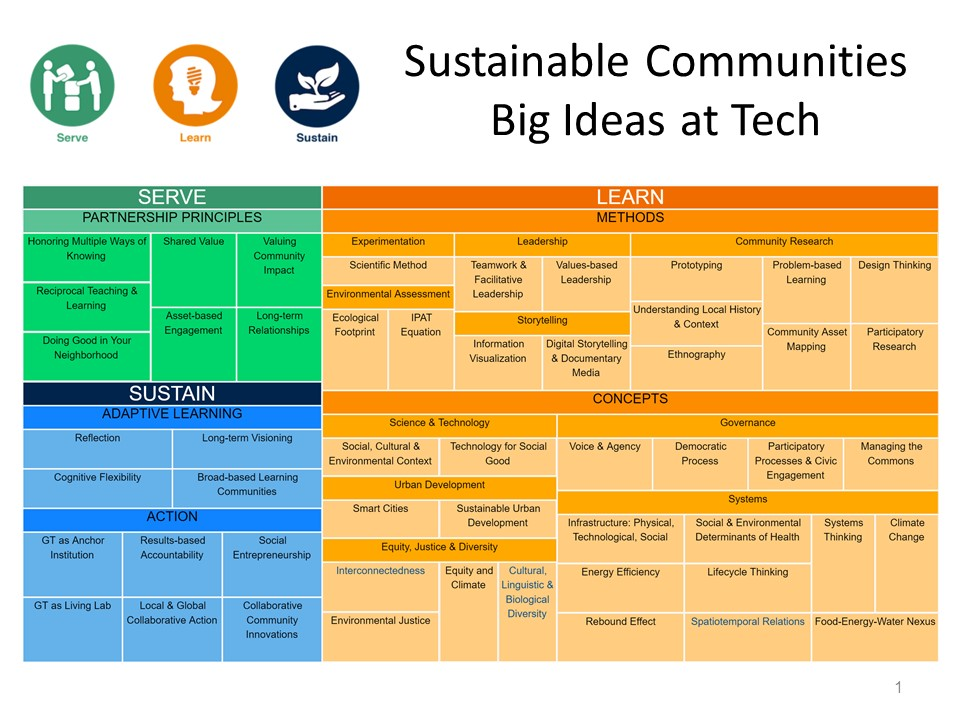 Sustainable Communities
Big Ideas at Tech
Serve
Learn
Sustain
SERVE
PARTNERSHIP PRINCIPLES
Honoring Multiple Ways of
Knowing
Shared Value
Valuing
Community
Impact
Reciprocal Teaching &
Learning
Asset-based
Engagement
Long-term
Relationships
Doing Good in Your
Neighborhood
SUSTAIN
ADAPTIVE LEARNING
Reflection
Long-term Visioning
Cognitive Flexibility
Broad-based Learning
Communities
ACTION
GT as Anchor
Institution
Results-based
Accountability
Social
Entrepreneurship
GT as Living Lab
Local & Global
Collaborative Action
Collaborative
Community
Innovations
LEARN
METHODS
Experimentation
Scientific Method
Environmental Assessment
Ecological
Footprint
IPAT
Equation
Leadership
Teamwork &
Facilitative
Leadership
Values-based
Leadership
Storytelling
Information
Visualization
Digital Storytelling
& Documentary
Media
Community Research
Prototyping
Problem-based
Learning
Design Thinking
Understanding Local History
& Context
Community Asset
Mapping
Participatory
Research
Ethnography
CONCEPTS
Science & Technology
Social, Cultural &
Environmental Context
Technology for Social
Good
Urban Development
Smart Cities
Sustainable Urban
Development
Equity, Justice & Diversity
Interconnectedness
Equity and
Climate
Cultural,
Linguistic &
Biological
Diversity
Environmental Justice
Governance
Voice & Agency
Democratic
Process
Participatory
Processes & Civic
Engagement
Managing the
Commons
Systems
Infrastructure: Physical,
Technological, Social
Social & Environmental
Determinants of Health
Systems
Thinking
Climate
Change
Energy Efficiency
Lifecycle Thinking
Rebound Effect
Spatiotemporal Relations
Food-Energy-Water Nexus
1